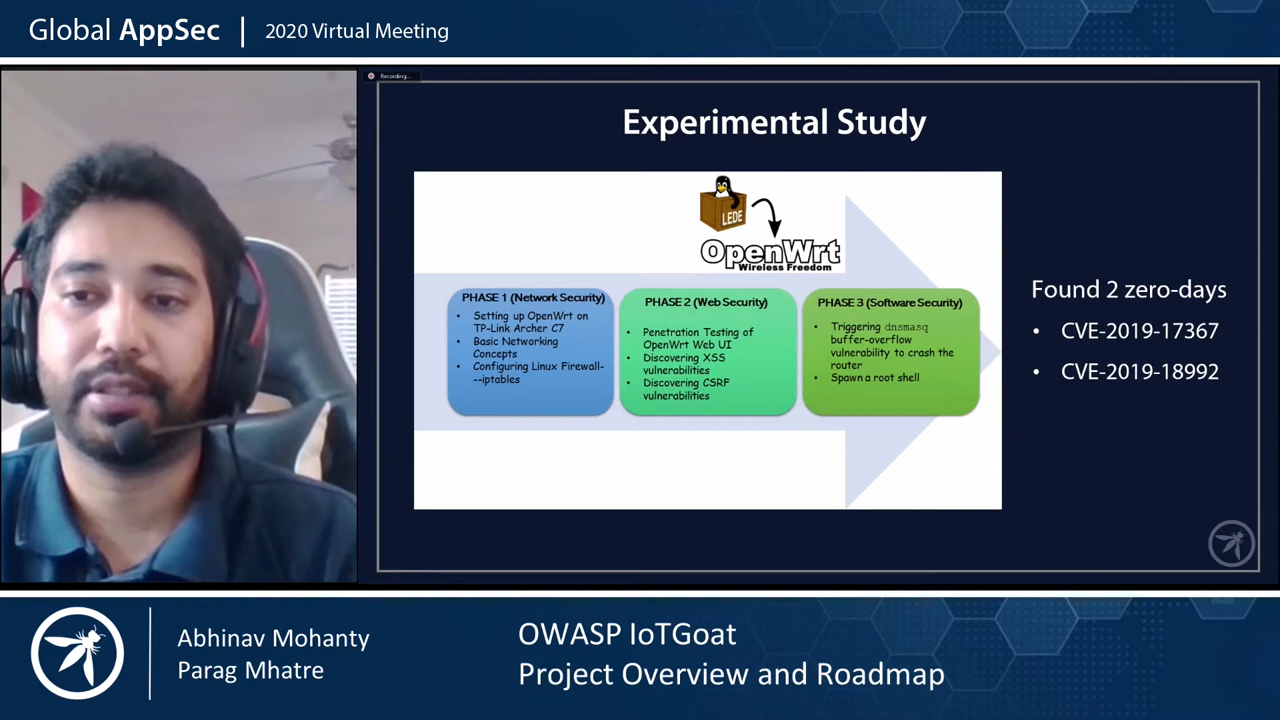 Global AppSec | 2020 Virtual Meeting
Recording...
Experimental Study
LEDE
OpenWrt
Wireless Freedom
PHASE 1 (Network Security)
• Setting up OpenWrt on
TP-Link Archer C7
• Basic Networking
Concepts
• Configuring Linux Firewall-
--iptables
PHASE 2 (Web Security)
• Penetration Testing of
OpenWrt Web UI
• Discovering XSS
vulnerabilities
• Discovering CSRF
vulnerabilities
PHASE 3 (Software Security)
• Triggering dnsmasq
buffer-overflow
vulnerability to crash the
router
• Spawn a root shell
Found 2 zero-days
• CVE-2019-17367
• CVE-2019-18992
Abhinav Mohanty
Parag Mhatre
OWASP IoTGoat
Project Overview and Roadmap